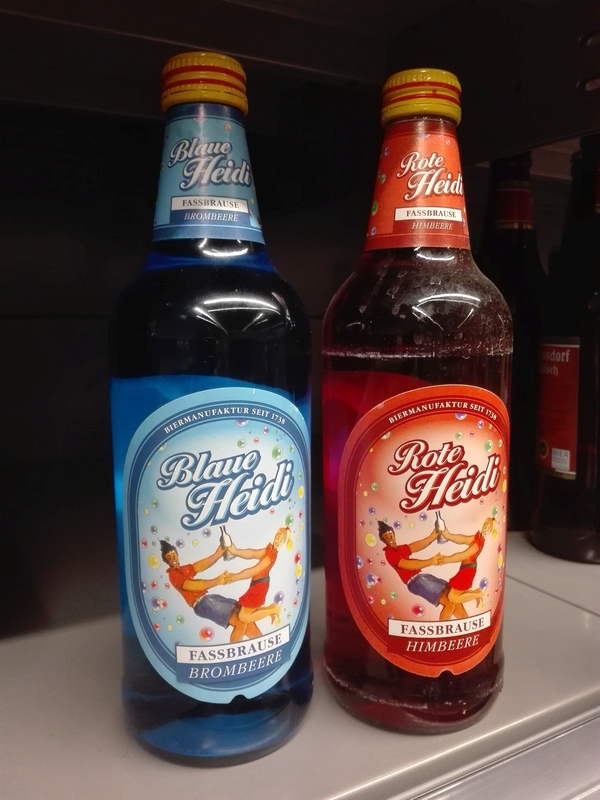 Blaue
Heidi
FASSBRAUSE
BROMBEERE
BIERMANUFAKTUR SEIT 1738
Blaue
Heidi
FASSBRAUSE
BROMBEERE
Rote
Heidi
FASSBRAUSE
HIMBEERE
BIERMANUFAKTUR SEIT 1738
Rote
Heidi
FASSBRAUSE
HIMBEERE